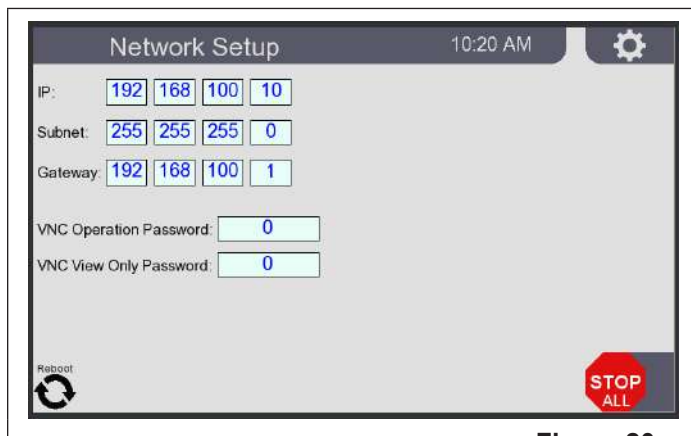 Network Setup 10:20 AM
IP: 192 168 100 10
Subnet: 255 255 255 0
Gateway: 192 168 100 1
VNC Operation Password: 0
VNC View Only Password: 0
Reboot
STOP
ALL